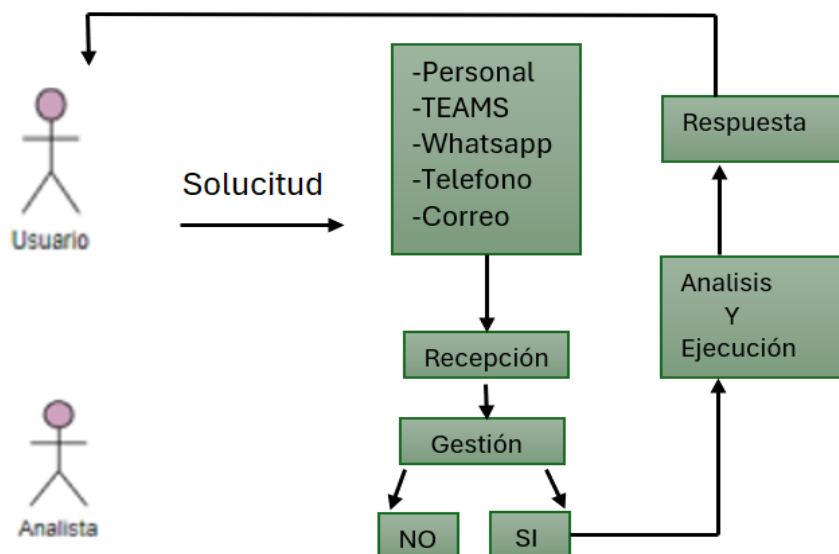 Usuario
Solucitud
-Personal
-TEAMS
-Whatsapp
-Telefono
-Correo
Recepción
Gestión
NO
SI
Analisis
Y
Ejecución
Respuesta
Analista